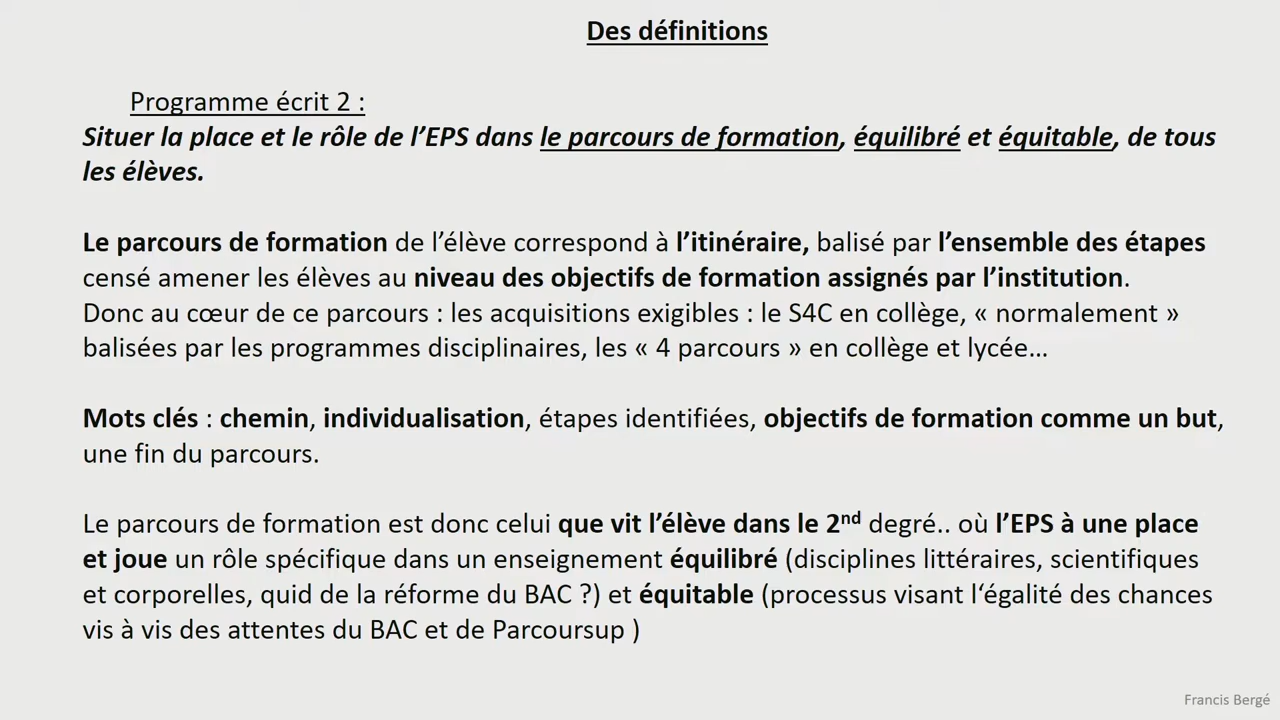 Des définitions
Programme écrit 2 :
Situer la place et le rôle de l’EPS dans le parcours de formation, équilibré et équitable, de tous
les élèves.
Le parcours de formation de l’élève correspond à l’itinéraire, balisé par l’ensemble des étapes
censé amener les élèves au niveau des objectifs de formation assignés par l’institution.
Donc au cœur de ce parcours : les acquisitions exigibles : le S4C en collège, « normalement »
balisées par les programmes disciplinaires, les « 4 parcours » en collège et lycée…
Mots clés : chemin, individualisation, étapes identifiées, objectifs de formation comme un but,
une fin du parcours.
Le parcours de formation est donc celui que vit l’élève dans le 2nd degré.. où l’EPS à une place
et joue un rôle spécifique dans un enseignement équilibré (disciplines littéraires, scientifiques
et corporelles, quid de la réforme du BAC ?) et équitable (processus visant l‘égalité des chances
vis à vis des attentes du BAC et de Parcoursup )
Francis Bergé